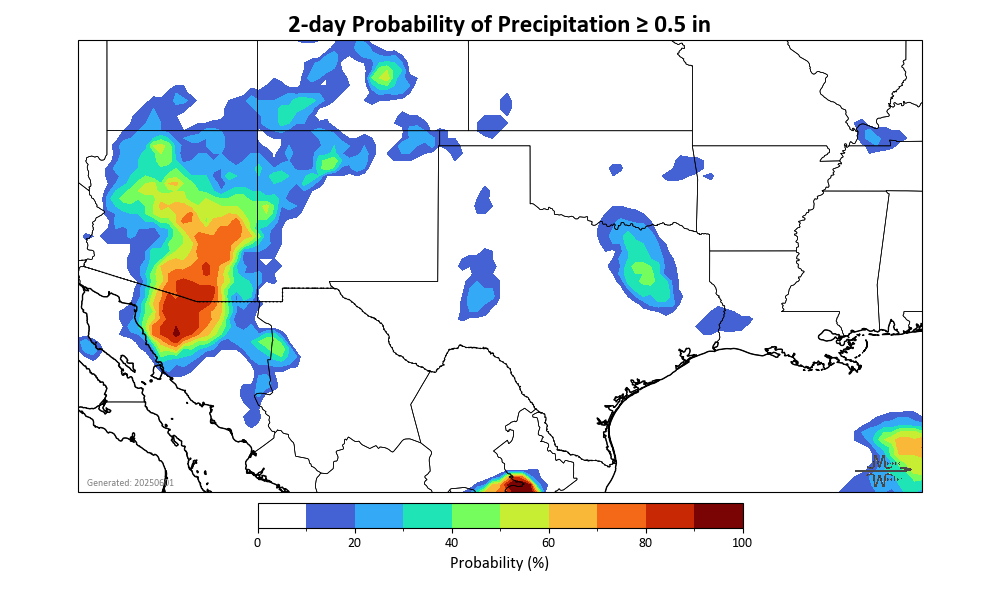 2-day Probability of Precipitation ≥ 0.5 in
Generated: 20250601
0 20 40 60 80 100
Probability (%)